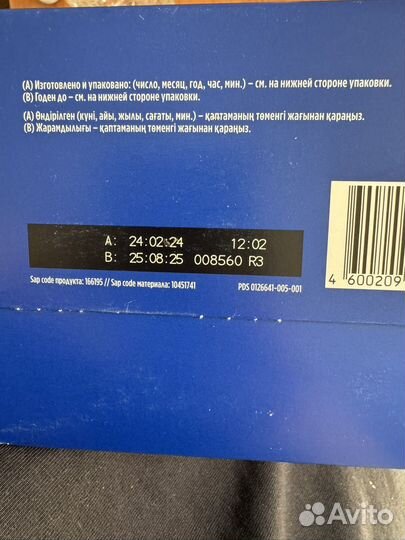 (A) Изготовлено и упаковано: (число, месяц, год, час, мин.) – см. на нижней стороне упаковки.
(B) Годен до – см. на нижней стороне упаковки.
(A) Өндірілген (күні, айы, жылы, сағаты, мин.) – қаптаманың төменгі жағынан қараңыз.
(B) Жарамдылығы – қаптаманың төменгі жағынан қараңыз.
A: 24:02:24 12:02
B: 25:08:25 008560 R3
Sap code продукта: 166195 // Sap code материала: 10451741 PDS 0126641-005-001
4 600209
Avito